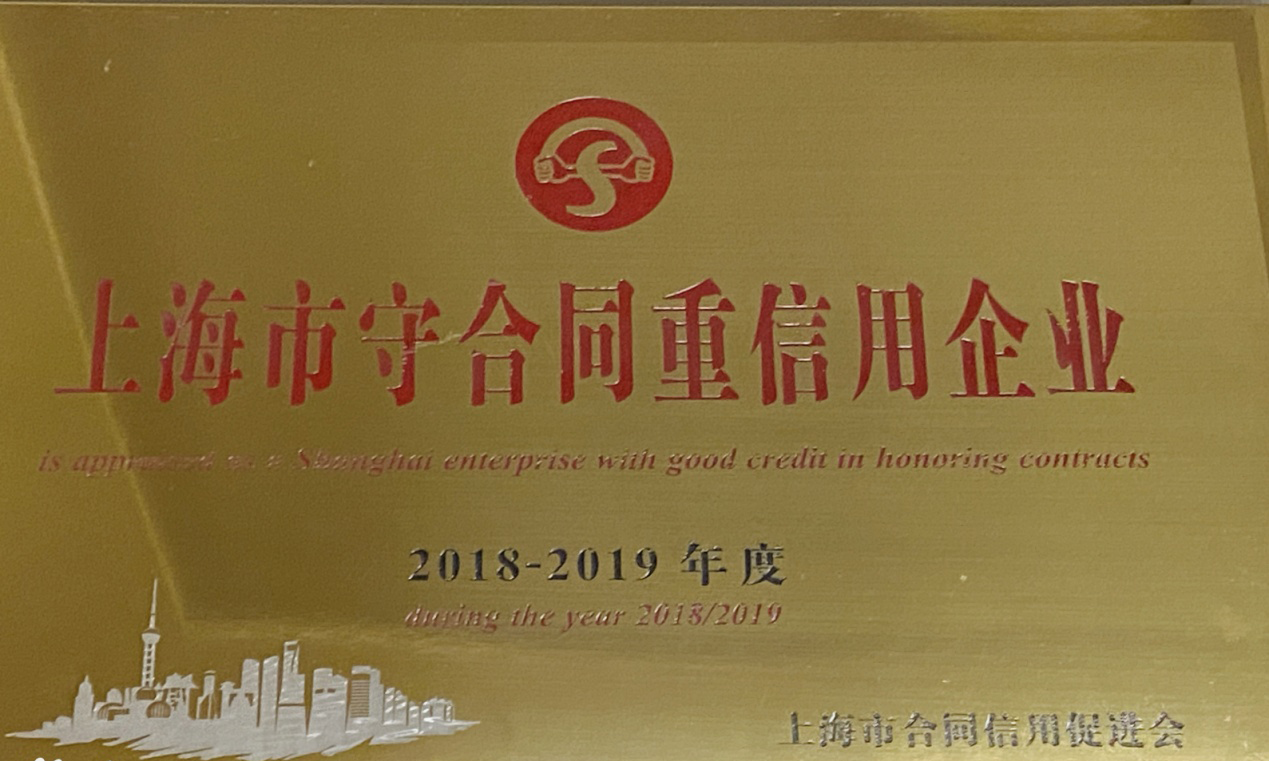 上海市守合同重信用企业
is app Shanghai enterprise with good credit in honoring contracts
2018-2019 年度
during the year 2018/2019
上海市合同信用促进会